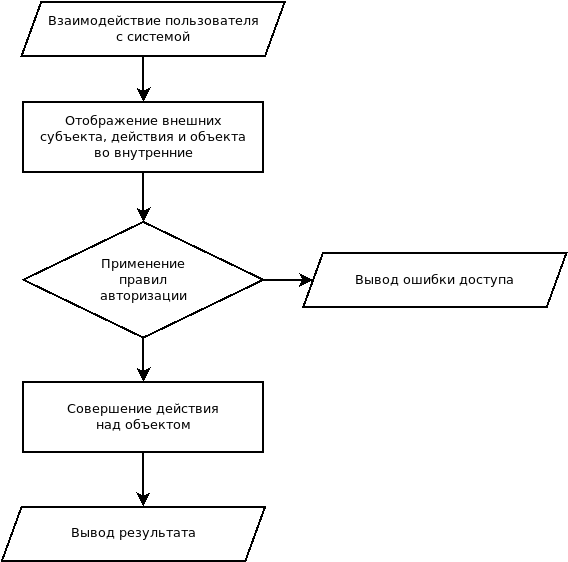 Взаимодействие пользователя
с системой
Отображение внешних
субъекта, действия и объекта
во внутренние
Применение
правил
авторизации
Вывод ошибки доступа
Совершение действия
над объектом
Вывод результата